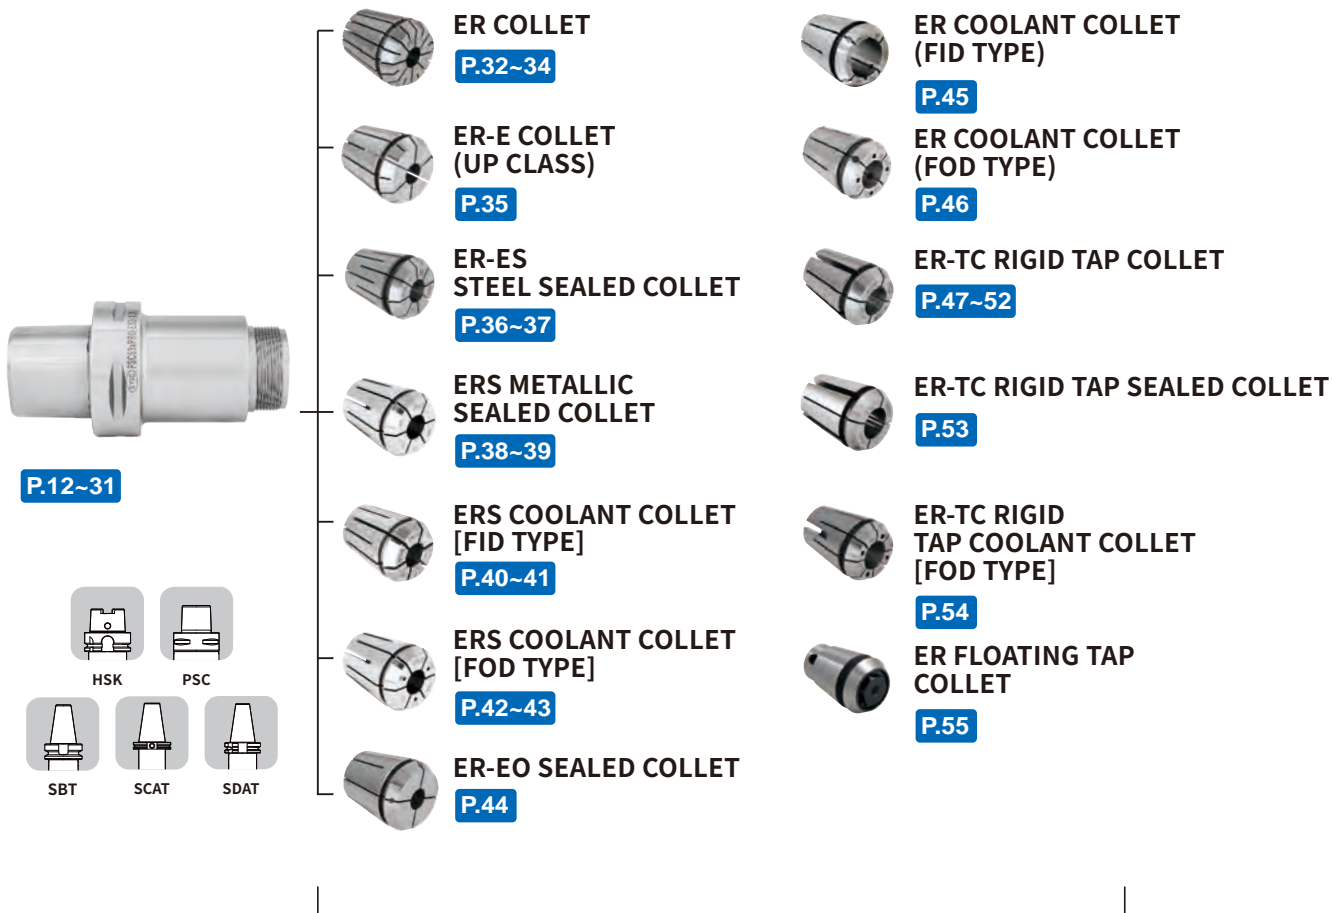 ER COLLET
P.32~34
ER-E COLLET
(UP CLASS)
P.35
ER-ES
STEEL SEALED COLLET
P.36~37
ERS METALLIC
SEALED COLLET
P.38~39
ERS COOLANT COLLET
[FID TYPE]
P.40~41
ERS COOLANT COLLET
[FOD TYPE]
P.42~43
ER-EO SEALED COLLET
P.44
ER COOLANT COLLET
(FID TYPE)
P.45
ER COOLANT COLLET
(FOD TYPE)
P.46
ER-TC RIGID TAP COLLET
P.47~52
ER-TC RIGID TAP SEALED COLLET
P.53
ER-TC RIGID
TAP COOLANT COLLET
[FOD TYPE]
P.54
ER FLOATING TAP
COLLET
P.55
P.12~31
HSK
PSC
SBT
SCAT
SDAT